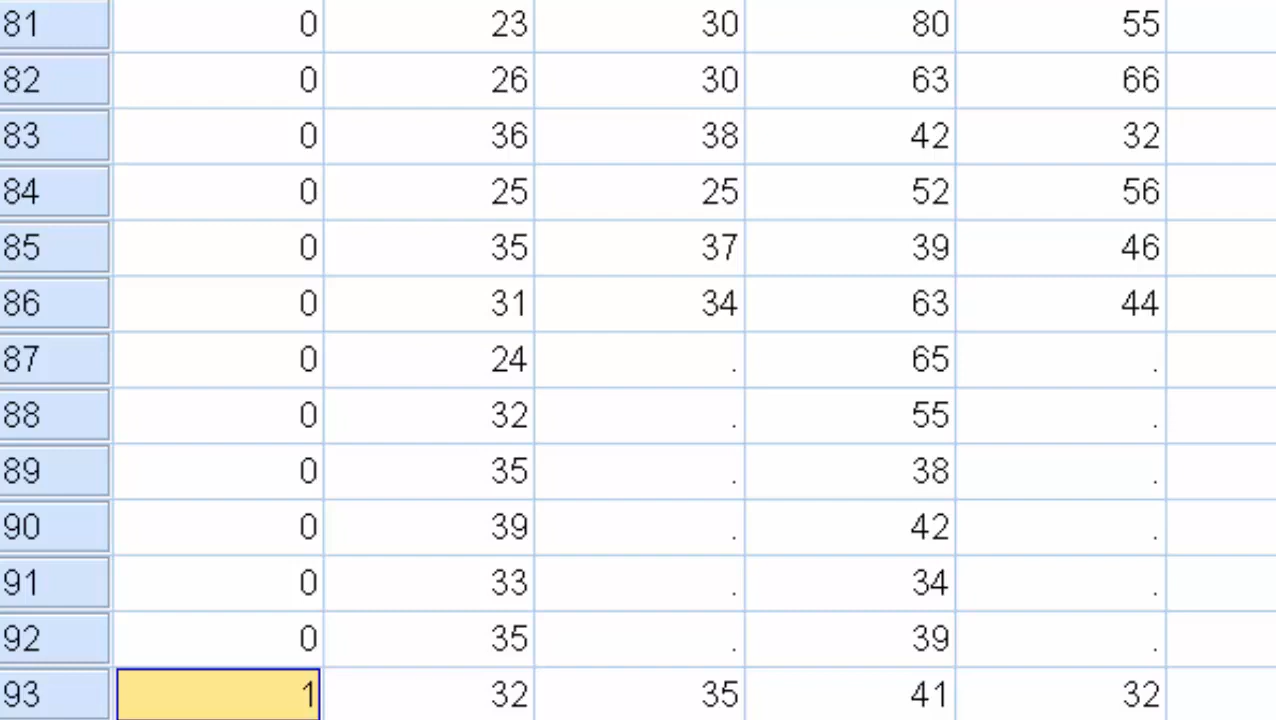 81 0 23 30 80 55
82 0 26 30 63 66
83 0 36 38 42 32
84 0 25 25 52 56
85 0 35 37 39 46
86 0 31 34 63 44
87 0 24 . 65 .
88 0 32 . 55 .
89 0 35 . 38 .
90 0 39 . 42 .
91 0 33 . 34 .
92 0 35 . 39 .
93 1 32 35 41 32